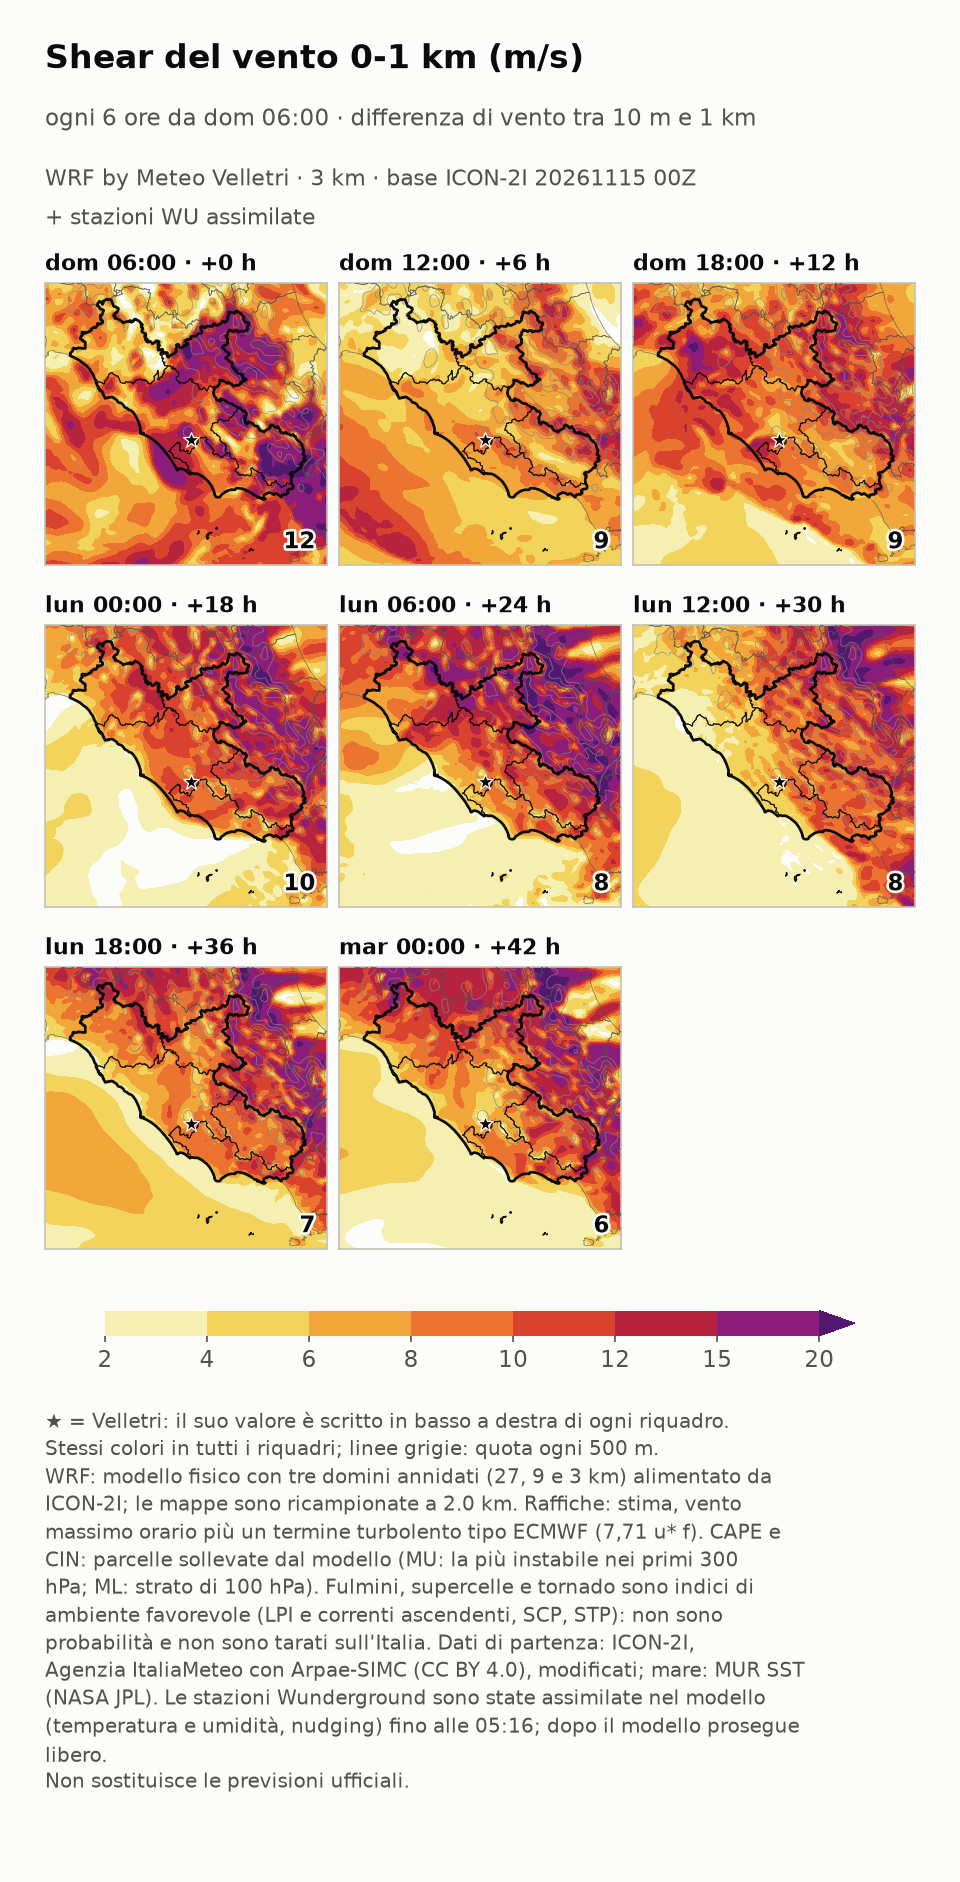 Shear del vento 0-1 km (m/s)
ogni 6 ore da dom 06:00 · differenza di vento tra 10 m e 1 km
WRF by Meteo Velletri · 3 km · base ICON-2I 20261115 00Z
+ stazioni WU assimilate
dom 06:00 · +0 h
dom 12:00 · +6 h
dom 18:00 · +12 h
12
9
9
lun 00:00 · +18 h
lun 06:00 · +24 h
lun 12:00 · +30 h
10
8
8
lun 18:00 · +36 h
mar 00:00 · +42 h
7
6
2 4 6 8 10 12 15 20
★ = Velletri: il suo valore è scritto in basso a destra di ogni riquadro.
Stessi colori in tutti i riquadri; linee grigie: quota ogni 500 m.
WRF: modello fisico con tre domini annidati (27, 9 e 3 km) alimentato da
ICON-2I; le mappe sono ricampionate a 2.0 km. Raffiche: stima, vento
massimo orario più un termine turbolento tipo ECMWF (7,71 u* f). CAPE e
CIN: parcelle sollevate dal modello (MU: la più instabile nei primi 300
hPa; ML: strato di 100 hPa). Fulmini, supercelle e tornado sono indici di
ambiente favorevole (LPI e correnti ascendenti, SCP, STP): non sono
probabilità e non sono tarati sull'Italia. Dati di partenza: ICON-2I,
Agenzia ItaliaMeteo con Arpae-SIMC (CC BY 4.0), modificati; mare: MUR SST
(NASA JPL). Le stazioni Wunderground sono state assimilate nel modello
(temperatura e umidità, nudging) fino alle 05:16; dopo il modello prosegue
libero.
Non sostituisce le previsioni ufficiali.